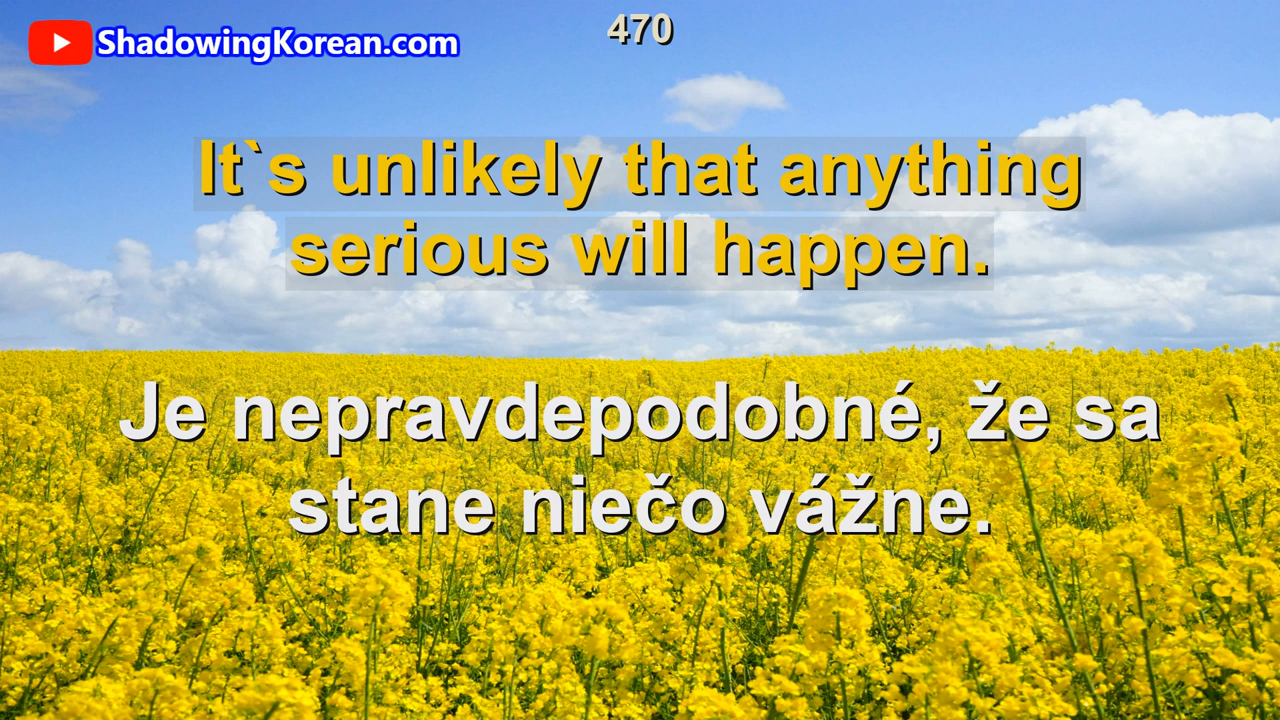 470
ShadowingKorean.com
It`s unlikely that anything
serious will happen.
Je nepravdepodobné, že sa
stane niečo vážne.